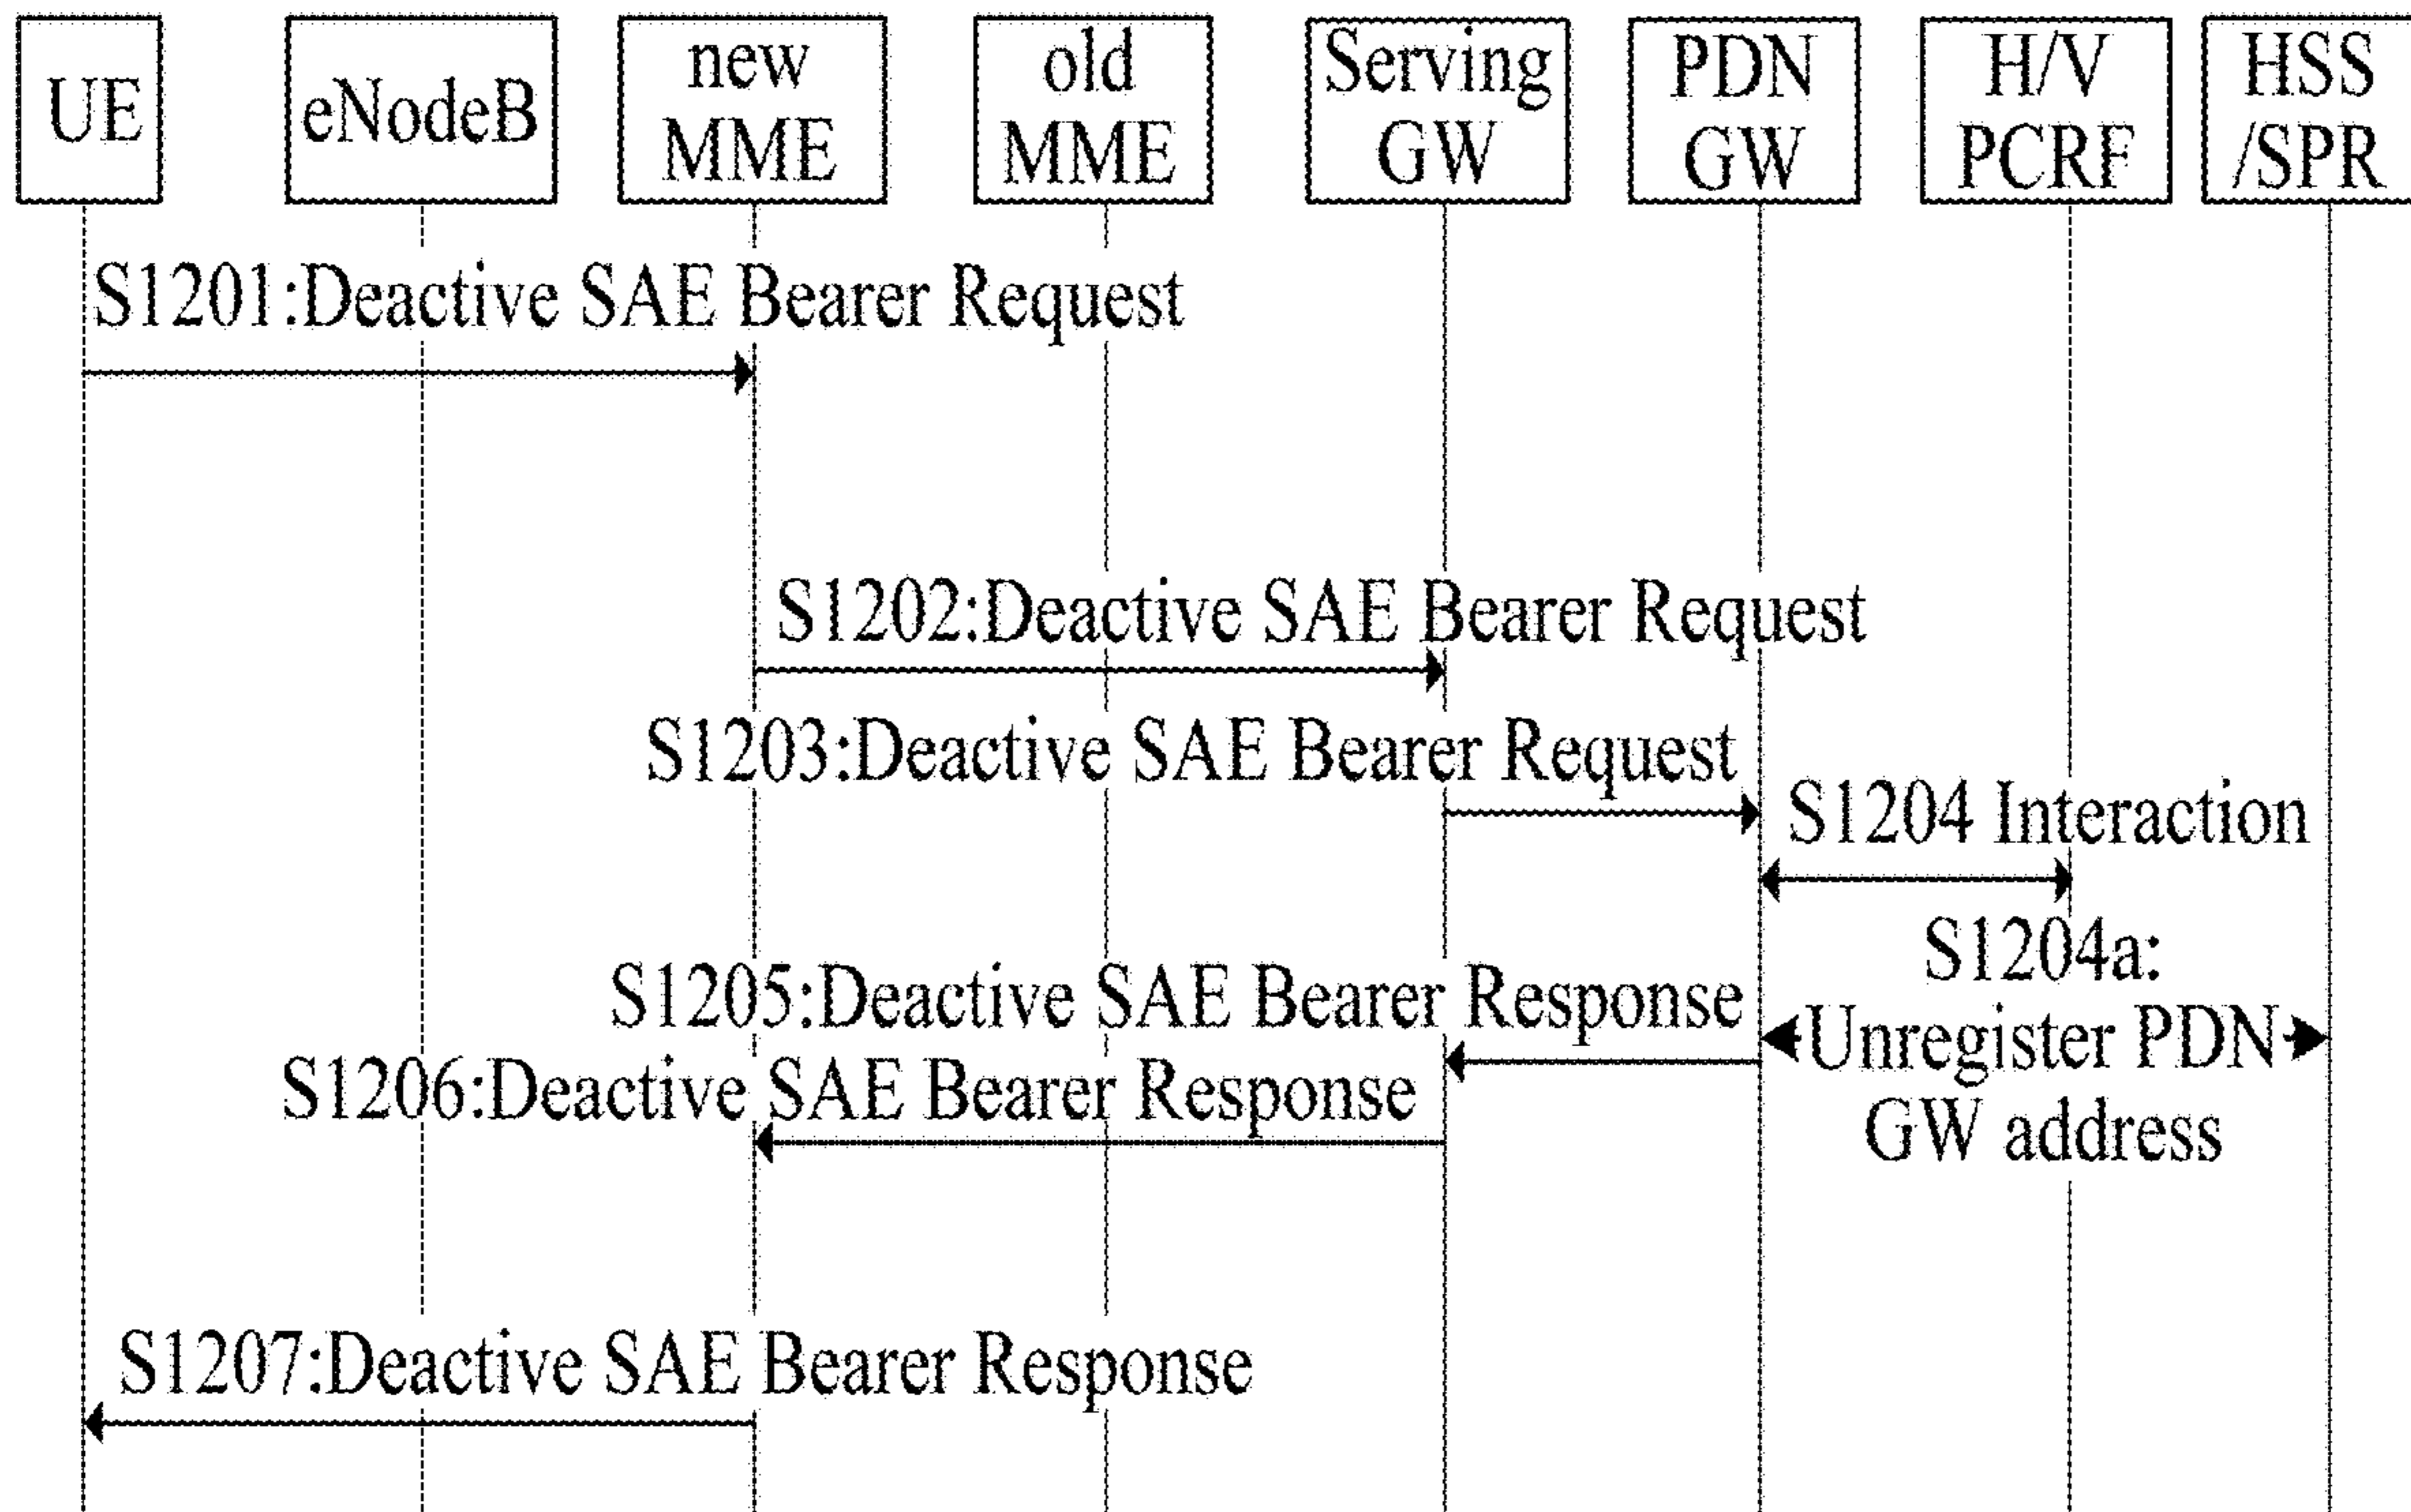 UE
eNodeB
new
MME
old
MME
Serving
GW
PDN
GW
H/V
PCRF
HSS
/SPR
S1201:Deactive SAE Bearer Request
S1202:Deactive SAE Bearer Request
S1203:Deactive SAE Bearer Request
S1204 Interaction
S1204a:
Unregister PDN
GW address
S1205:Deactive SAE Bearer Response
S1206:Deactive SAE Bearer Response
S1207:Deactive SAE Bearer Response